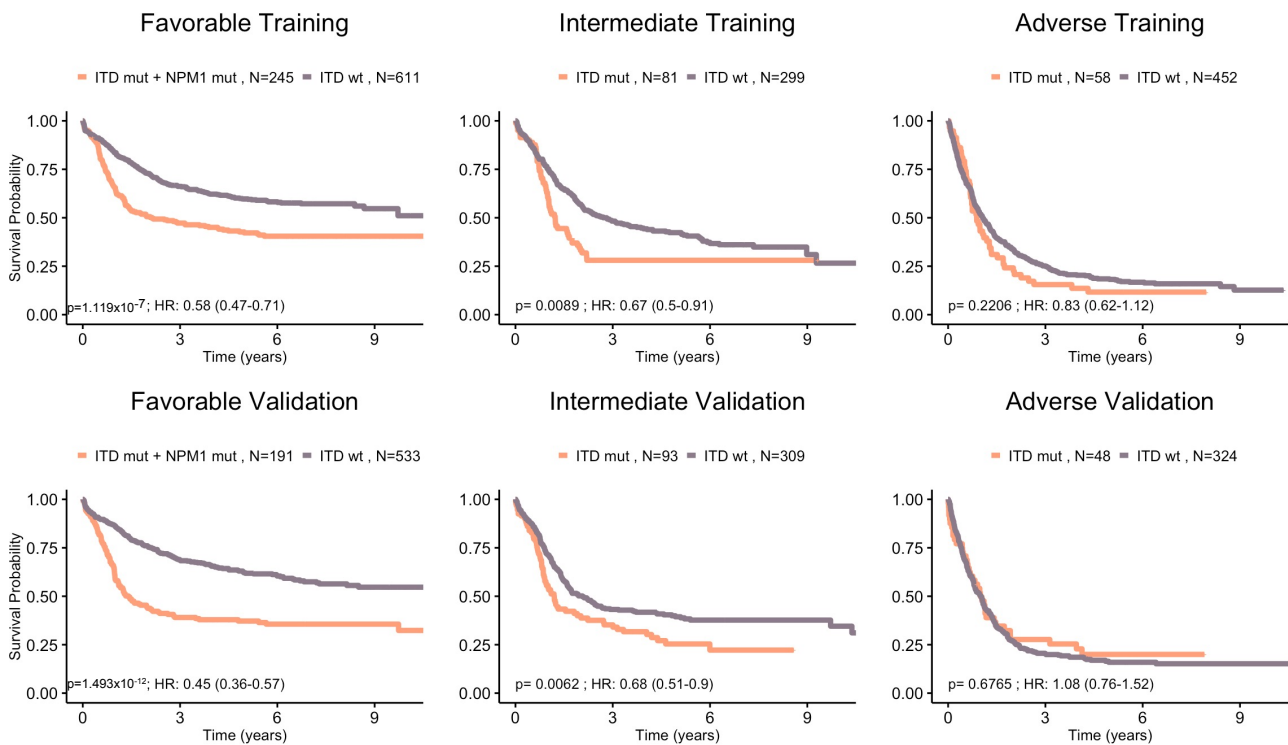 Favorable Training
ITD mut + NPM1 mut , N=245 ITD wt , N=611
Survival Probability
1.00
0.75
0.50
0.25
0.00
p=1.119x10-7; HR: 0.58 (0.47-0.71)
0 3 6 9
Time (years)
Intermediate Training
ITD mut , N=81 ITD wt , N=299
1.00
0.75
0.50
0.25
0.00
p= 0.0089 ; HR: 0.67 (0.5-0.91)
0 3 6 9
Time (years)
Adverse Training
ITD mut , N=58 ITD wt , N=452
1.00
0.75
0.50
0.25
0.00
p= 0.2206 ; HR: 0.83 (0.62-1.12)
0 3 6 9
Time (years)
Favorable Validation
ITD mut + NPM1 mut , N=191 ITD wt , N=533
Survival Probability
1.00
0.75
0.50
0.25
0.00
p=1.493x10-12; HR: 0.45 (0.36-0.57)
0 3 6 9
Time (years)
Intermediate Validation
ITD mut , N=93 ITD wt , N=309
1.00
0.75
0.50
0.25
0.00
p= 0.0062 ; HR: 0.68 (0.51-0.9)
0 3 6 9
Time (years)
Adverse Validation
ITD mut , N=48 ITD wt , N=324
1.00
0.75
0.50
0.25
0.00
p= 0.6765 ; HR: 1.08 (0.76-1.52)
0 3 6 9
Time (years)